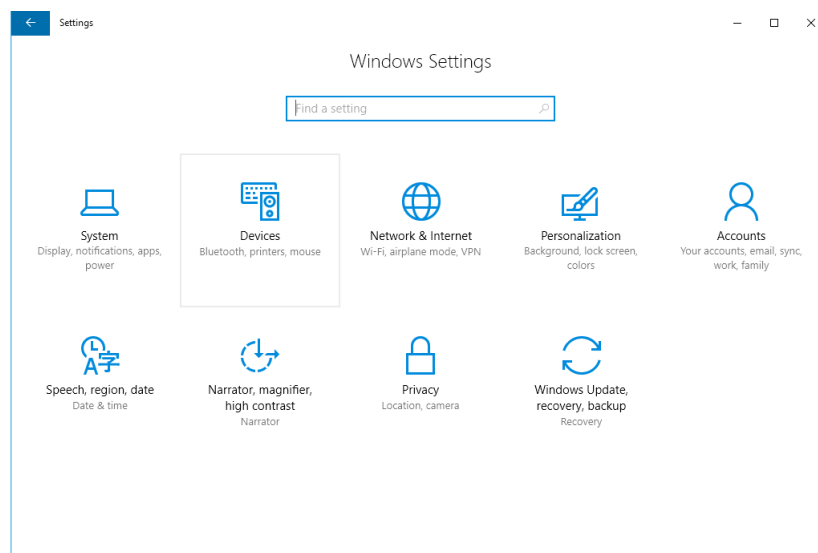 Settings
Windows Settings
Find a setting
System
Display, notifications, apps,
power
Devices
Bluetooth, printers, mouse
Network & Internet
Wi-Fi, airplane mode, VPN
Personalization
Background, lock screen,
colors
Accounts
Your accounts, email, sync,
work, family
Speech, region, date
Date & time
Narrator, magnifier,
high contrast
Narrator
Privacy
Location, camera
Windows Update,
recovery, backup
Recovery